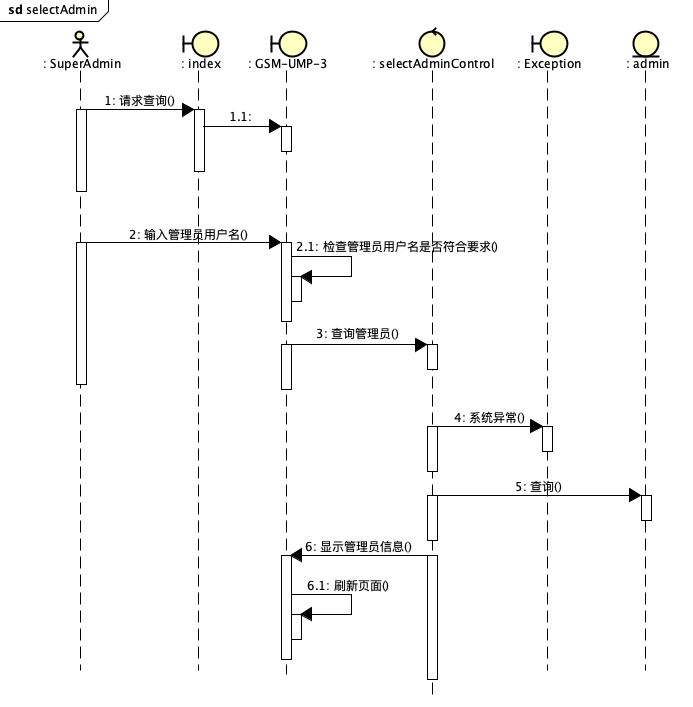 sd selectAdmin
: SuperAdmin
: index
: GSM-UMP-3
: selectAdminControl
: Exception
: admin
1: 请求查询()
1.1:
2: 输入管理员用户名()
2.1: 检查管理员用户名是否符合要求()
3: 查询管理员()
4: 系统异常()
5: 查询()
6: 显示管理员信息()
6.1: 刷新页面()